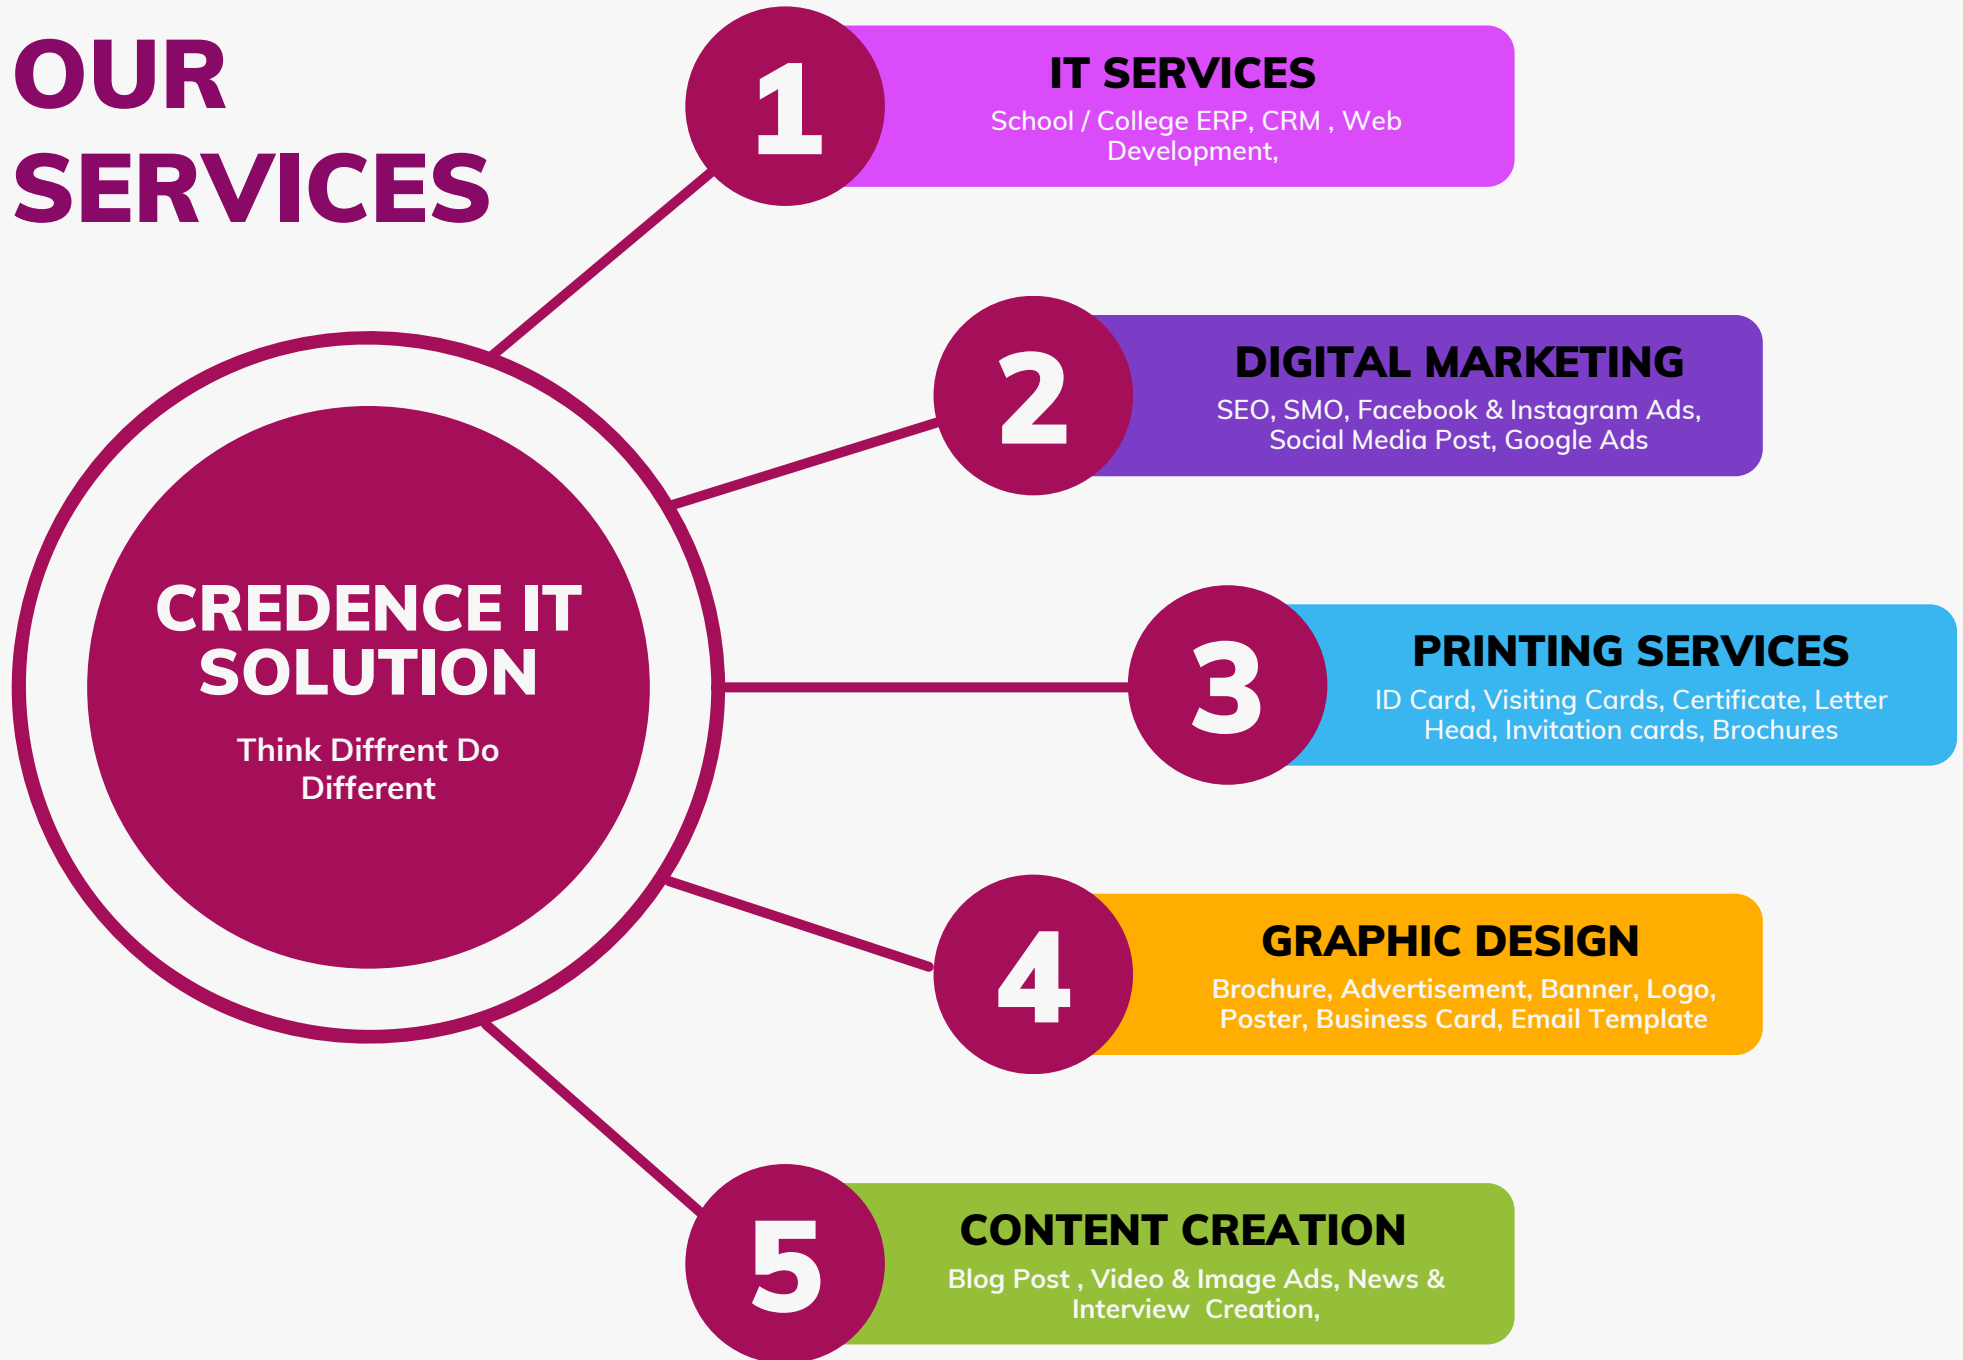 OUR
SERVICES
1
IT SERVICES
School / College ERP, CRM , Web
Development,
2
DIGITAL MARKETING
SEO, SMO, Facebook & Instagram Ads,
Social Media Post, Google Ads
CREDENCE IT
SOLUTION
Think Diffrent Do
Different
3
PRINTING SERVICES
ID Card, Visiting Cards, Certificate, Letter
Head, Invitation cards, Brochures
4
GRAPHIC DESIGN
Brochure, Advertisement, Banner, Logo,
Poster, Business Card, Email Template
5
CONTENT CREATION
Blog Post , Video & Image Ads, News &
Interview  Creation,